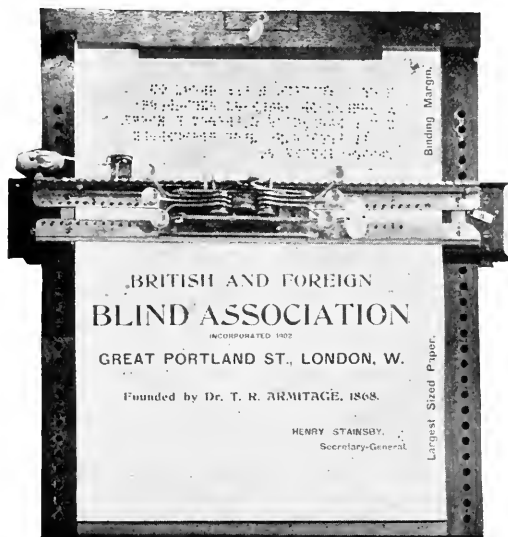 Binding Margin.
BRITISH AND FOREIGN
BLIND ASSOCIATION
INCORPORATED 1902
GREAT PORTLAND ST., LONDON, W.
Founded by Dr. T. R. ARMITAGE, 1868.
HENRY STAINSBY,
Secretary-General
Largest Sized Paper.